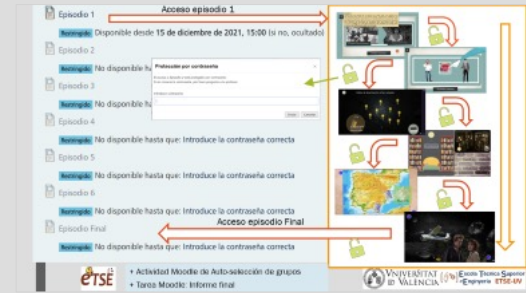 Episodio 1
Acceso episodio 1
Restringido Disponible desde 15 de diciembre de 2021, 15:00 (si no, ocultado)
Episodio 2
Restringido No disponible ha
Protección por contraseña
Episodio 3
Restringido No disponible ha
Episodio 4
Restringido No disponible hasta que: Introduce la contraseña correcta
Episodio 5
Restringido No disponible hasta que: Introduce la contraseña correcta
Episodio 6
Restringido No disponible hasta que: Introduce la contraseña correcta
Episodio Final
Acceso episodio Final
Restringido No disponible hasta que: Introduce la contraseña correcta
ETSE
+ Actividad Moodle de Auto-selección de grupos
+ Tarea Moodle: Informe final
VNIVERSITAT DE VALÈNCIA
Escola Tècnica Superior
d'Enginyeria ETSE-UV